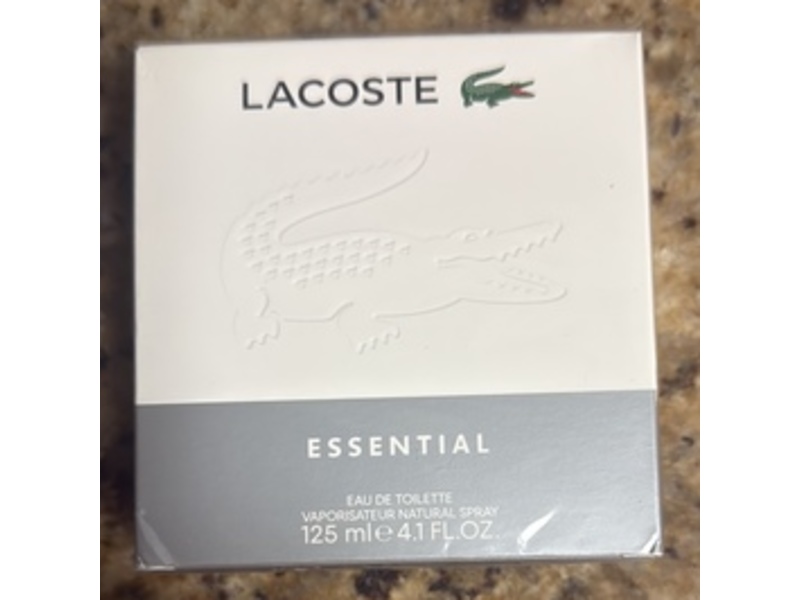 LACOSTE
ESSENTIAL
EAU DE TOILETTE
VAPORISATEUR NATURAL SPRAY
125 ml ℮ 4.1 FL.OZ.